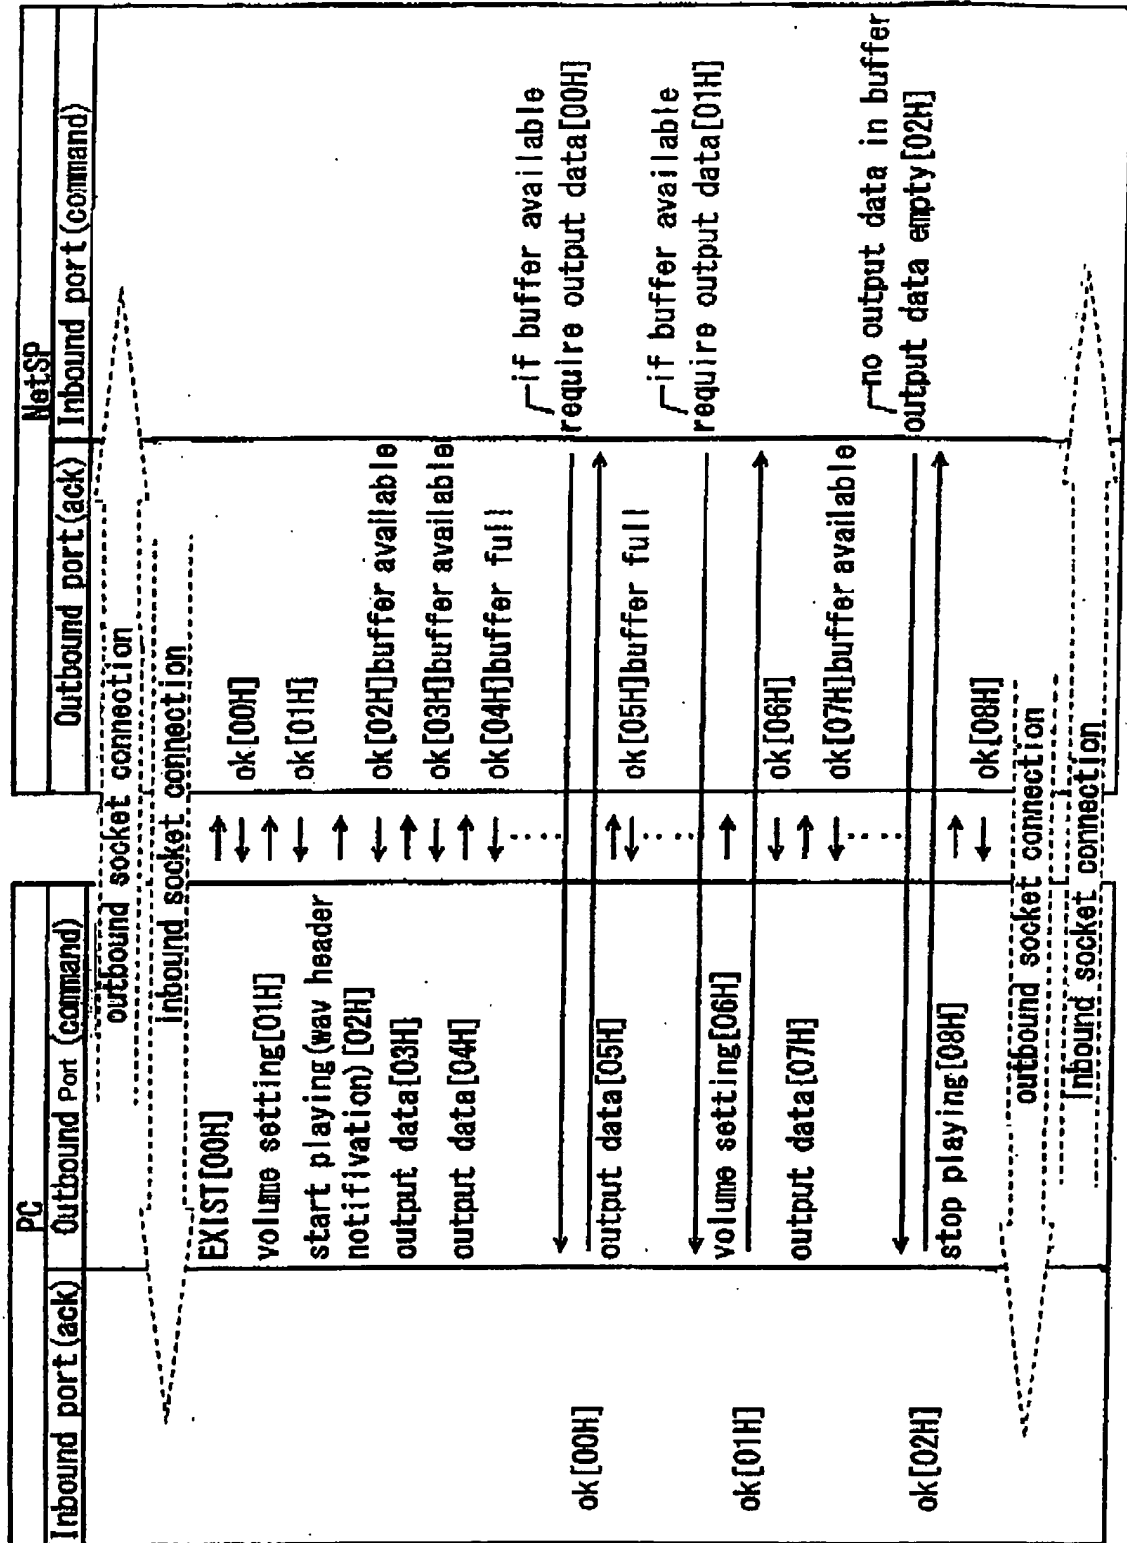 PC
NetSP
Inbound port(ack)
Outbound Port (command)
Outbound port(ack)
Inbound port(command)
outbound socket connection
inbound socket connection
EXIST[00H]
ok[00H]
volume setting[01H]
ok[01H]
start playing(wav header
notifivation)[02H]
ok[02H]buffer available
output data[03H]
ok[03H]buffer available
output data[04H]
ok[04H]buffer full
if buffer available
require output data[00H]
ok[00H]
output data[05H]
ok[05H]buffer full
if buffer available
require output data[01H]
ok[01H]
volume setting[06H]
ok[06H]
output data[07H]
ok[07H]buffer available
no output data in buffer
output data empty[02H]
ok[02H]
stop playing[08H]
ok[08H]
outbound socket connection
Inbound socket connection